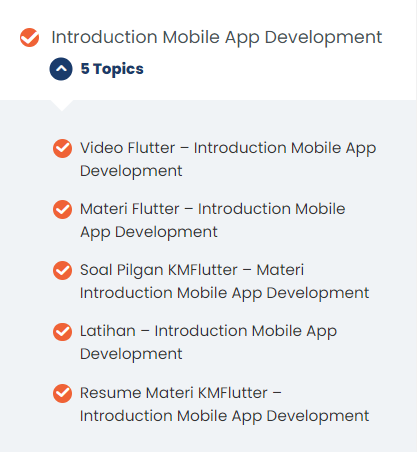 Introduction Mobile App Development
5 Topics
Video Flutter – Introduction Mobile App
Development
Materi Flutter – Introduction Mobile
App Development
Soal Pilgan KMFlutter – Materi
Introduction Mobile App Development
Latihan – Introduction Mobile App
Development
Resume Materi KMFlutter –
Introduction Mobile App Development